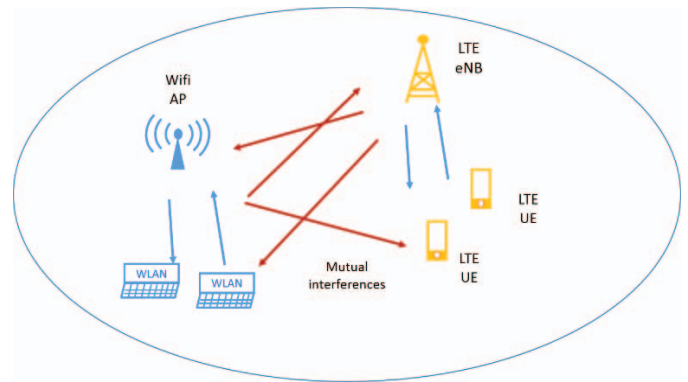 Wifi
AP
LTE
eNB
LTE
UE
LTE
UE
Mutual
interferences
WLAN
WLAN